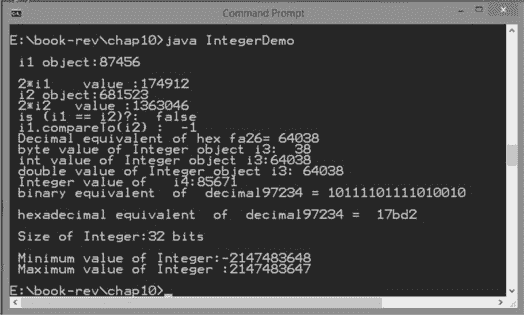 Command Prompt
E:\book-rev\chap10>java IntegerDemo
i1 object:87456
2*i1 value :174912
i2 object:681523
2*i2 value :1363046
is (i1 == i2)?: false
i1.compareTo(i2) : -1
Decimal equivalent of hex fa26= 64038
byte value of Integer object i3: 38
int value of Integer object i3:64038
double value of Integer object i3: 64038
Integer value of i4:85671
binary equivalent of decimal97234 = 10111101111010010
hexadecimal equivalent of decimal97234 = 17bd2
Size of Integer:32 bits
Minimum value of Integer:-2147483648
Maximum value of Integer :2147483647
E:\book-rev\chap10>_